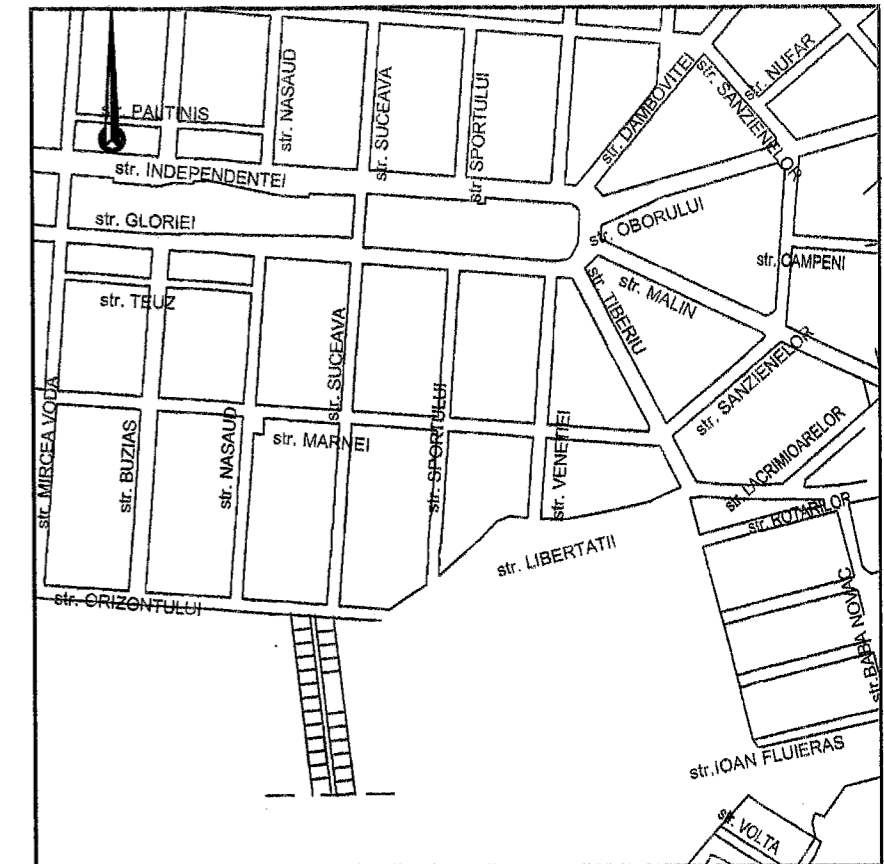 str. PALTINIS
str. NASAUD
str. SUCEAVA
str. SPORTULUI
str. DAMBOVITEI
str. SANZIENELOR
str. NUFAR
str. INDEPENDENTEI
str. GLORIEI
str. OBORULUI
str. CAMPENI
str. TEUZ
str. SUCEAVA
str. TIBERIU
str. MALIN
str. MIRCEA VODA
str. BUZIAS
str. NASAUD
str. MARNEI
str. SPORTULUI
str. VENETIEI
str. SANZIENELOR
str. LACRIMIOARELOR
str. ROTARILOR
str. LIBERTATII
str. ORIZONTULUI
str. BABA NOVAC
str.IOAN FLUIERAS
str. VOLTA